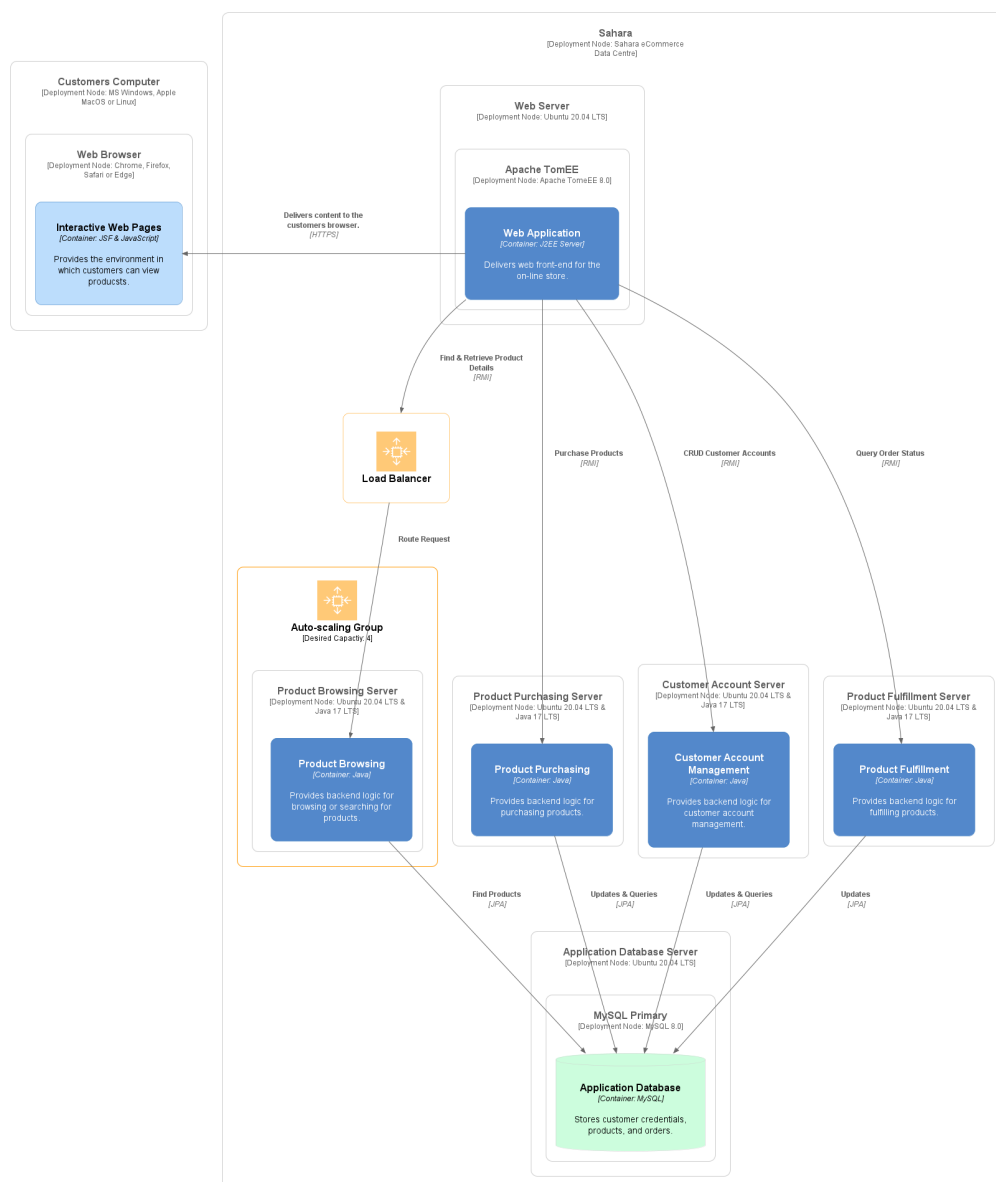 Sahara
[Deployment Node: Sahara eCommerce
Data Centre]
Customers Computer
[Deployment Node: MS Windows, Apple
MacOS or Linux]
Web Browser
[Deployment Node: Chrome, Firefox,
Safari or Edge]
Interactive Web Pages
[Container: JSF & JavaScript]
Provides the environment in
which customers can view
producsts.
Delivers content to the
customers browser.
[HTTPS]
Web Server
[Deployment Node: Ubuntu 20.04 LTS]
Apache TomEE
[Deployment Node: Apache TomeEE 8.0]
Web Application
[Container: J2EE Server]
Delivers web front-end for the
on-line store.
Find & Retrieve Product
Details
[RMI]
Purchase Products
[RMI]
CRUD Customer Accounts
[RMI]
Query Order Status
[RMI]
Load Balancer
Route Request
Auto-scaling Group
[Desired Capactiy: 4]
Product Browsing Server
[Deployment Node: Ubuntu 20.04 LTS &
Java 17 LTS]
Product Browsing
[Container: Java]
Provides backend logic for
browsing or searching for
products.
Product Purchasing Server
[Deployment Node: Ubuntu 20.04 LTS &
Java 17 LTS]
Product Purchasing
[Container: Java]
Provides backend logic for
purchasing products.
Customer Account Server
[Deployment Node: Ubuntu 20.04 LTS &
Java 17 LTS]
Customer Account
Management
[Container: Java]
Provides backend logic for
customer account
management.
Product Fulfillment Server
[Deployment Node: Ubuntu 20.04 LTS &
Java 17 LTS]
Product Fulfillment
[Container: Java]
Provides backend logic for
fulfilling products.
Find Products
[JPA]
Updates & Queries
[JPA]
Updates & Queries
[JPA]
Updates
[JPA]
Application Database Server
[Deployment Node: Ubuntu 20.04 LTS]
MySQL Primary
[Deployment Node: MySQL 8.0]
Application Database
[Container: MySQL]
Stores customer credentials,
products, and orders.